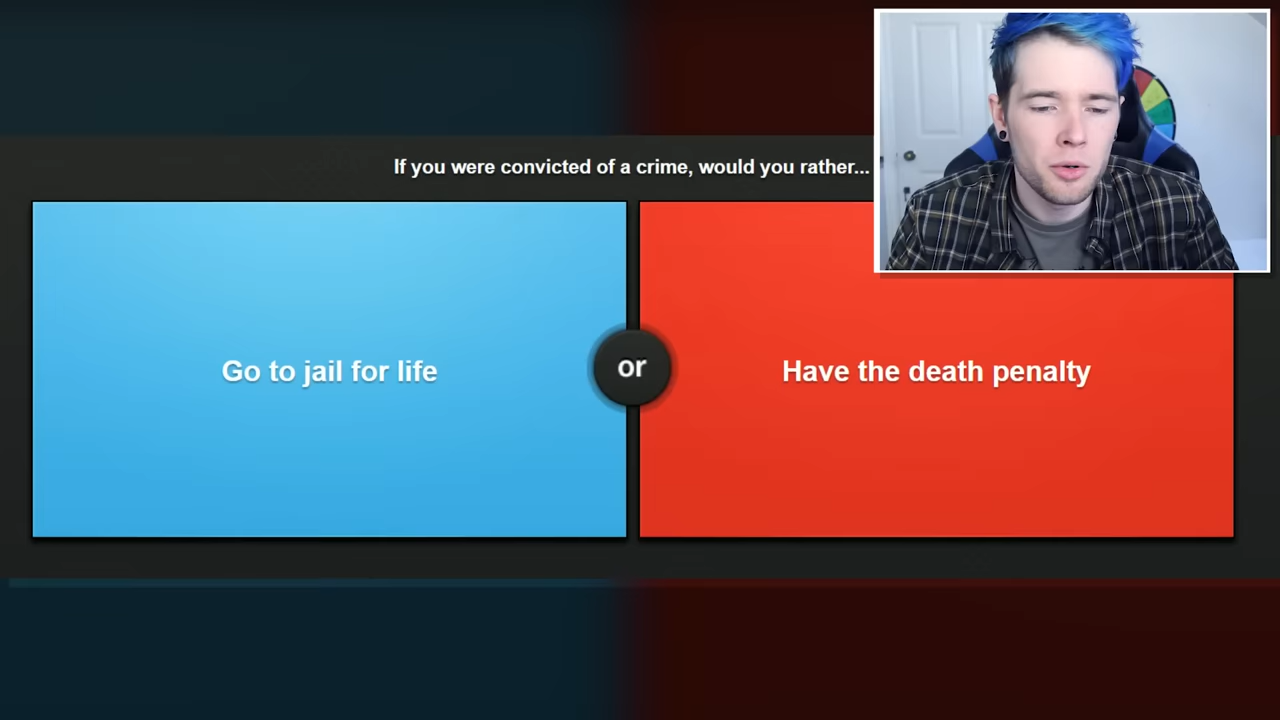 If you were convicted of a crime, would you rather...
Go to jail for life
or
Have the death penalty